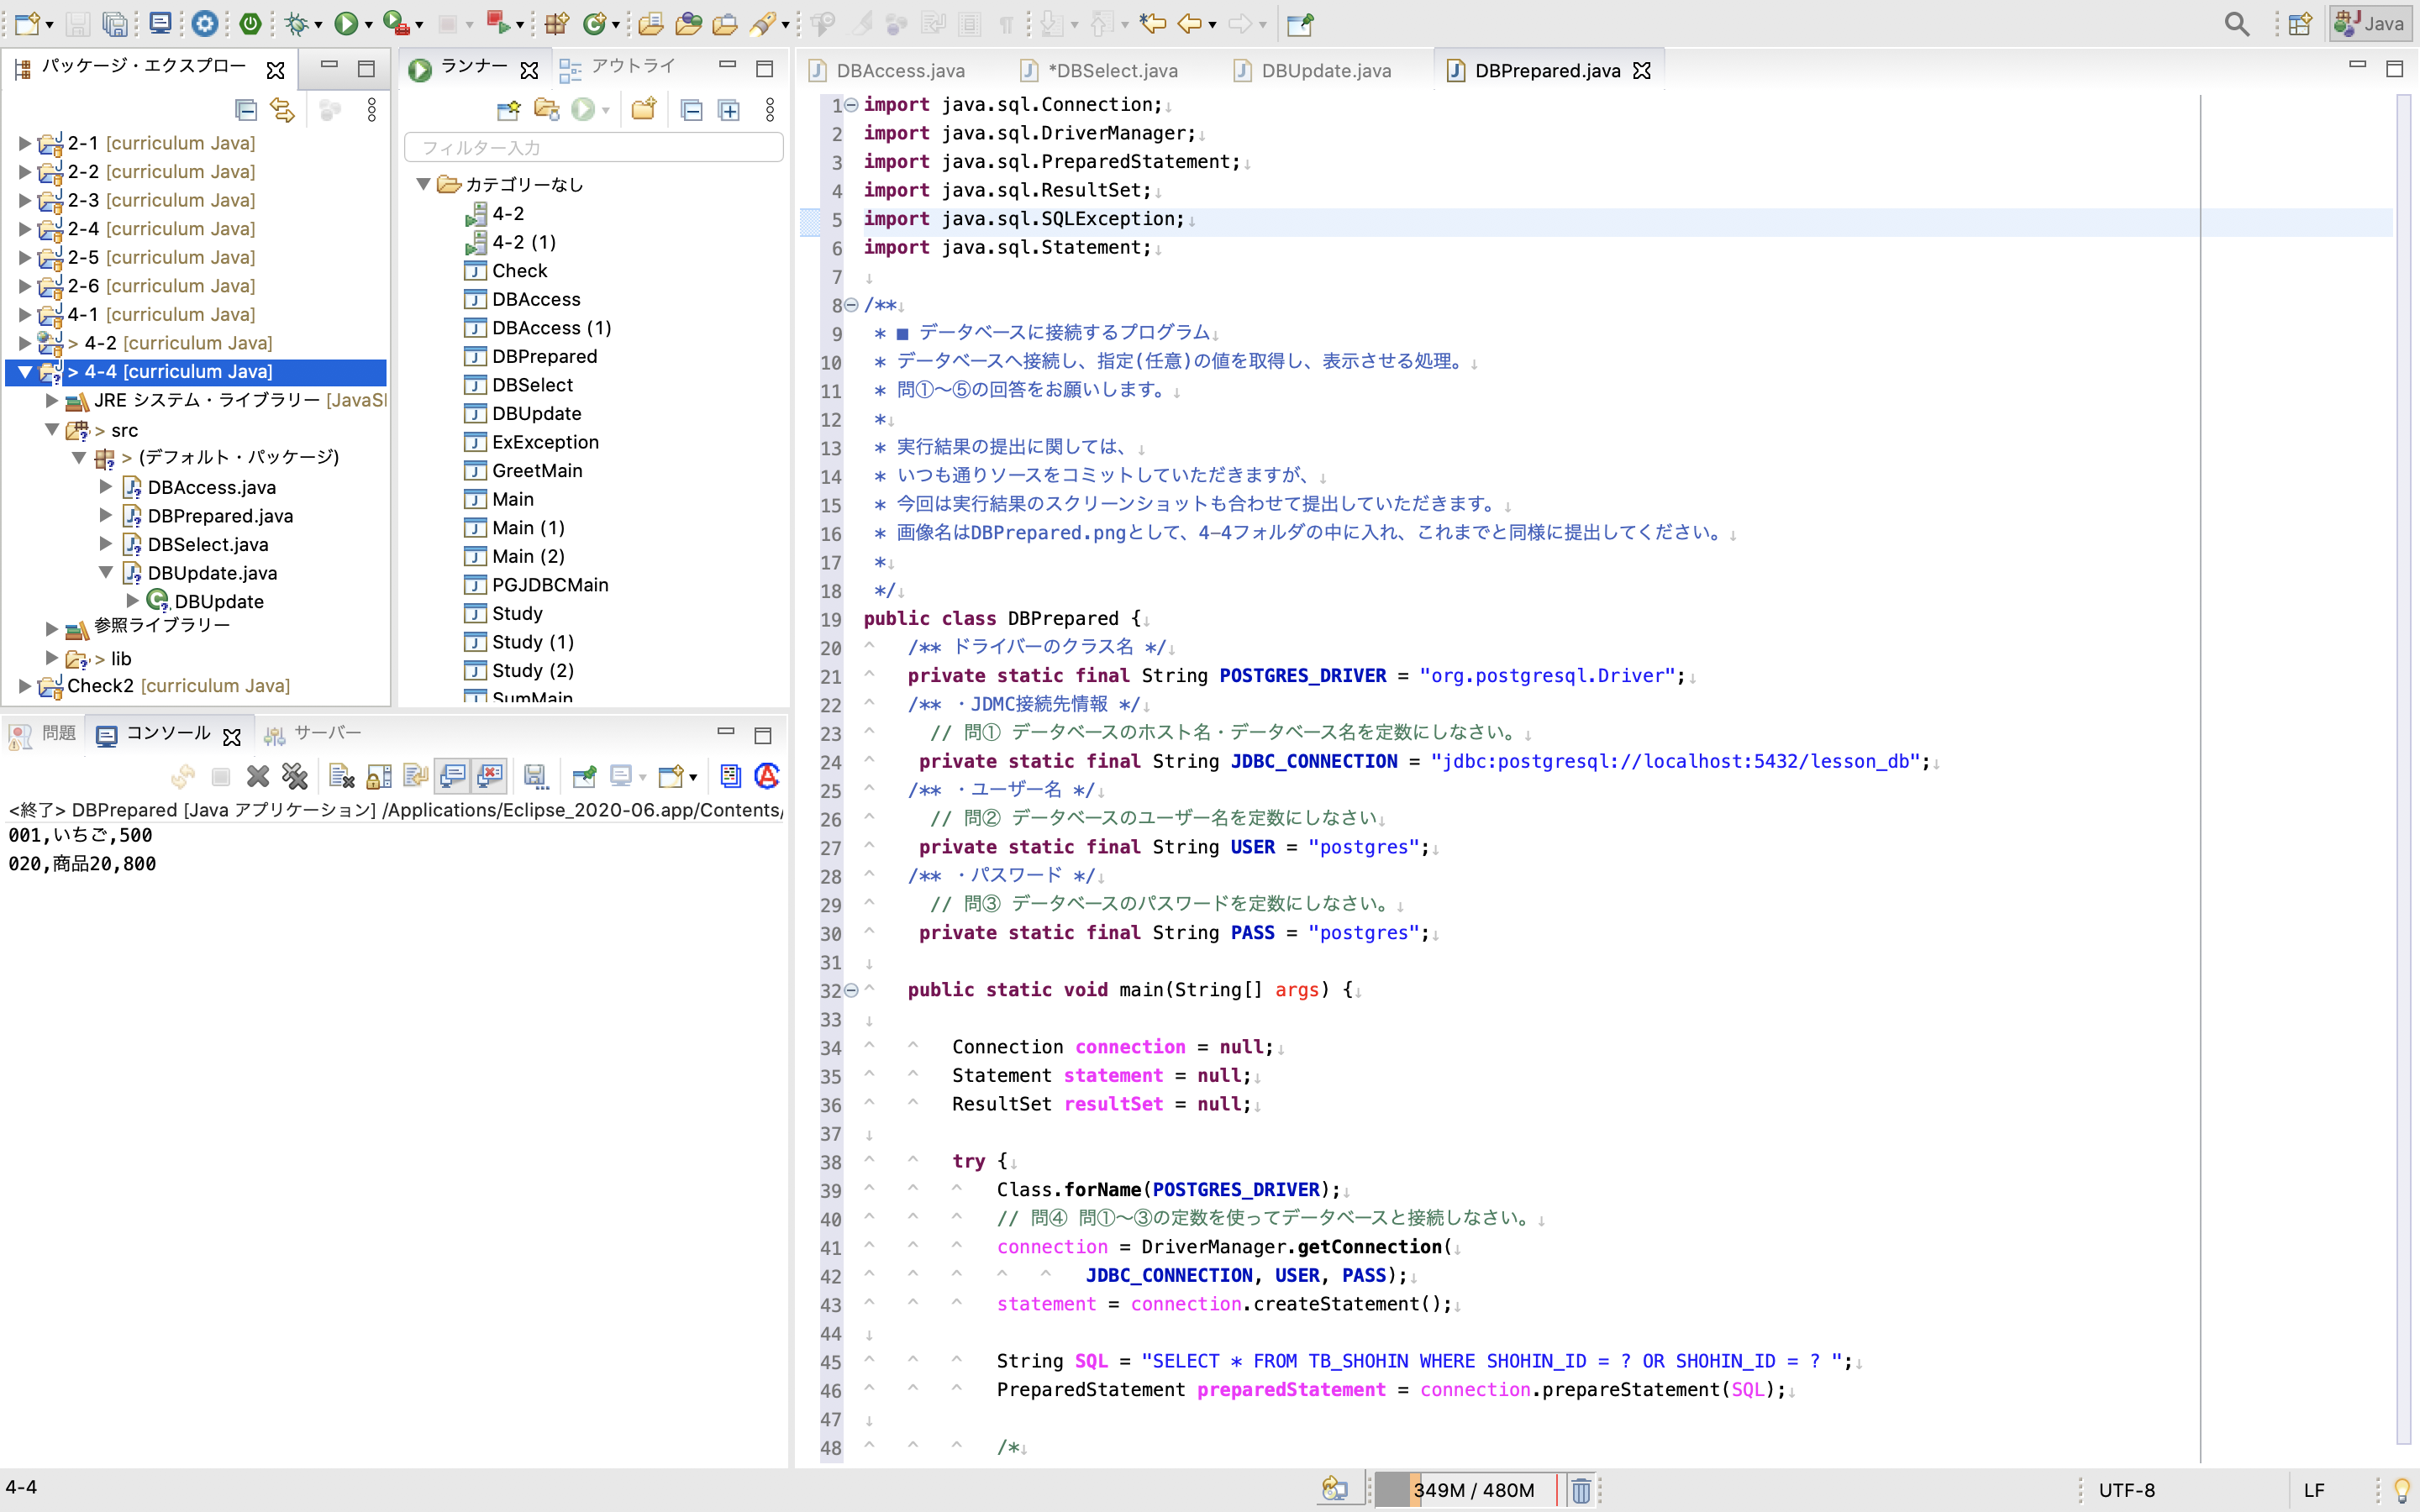 Java
パッケージ・エクスプロー
2-1 [curriculum Java]
2-2 [curriculum Java]
2-3 [curriculum Java]
2-4 [curriculum Java]
2-5 [curriculum Java]
2-6 [curriculum Java]
4-1 [curriculum Java]
> 4-2 [curriculum Java]
> 4-4 [curriculum Java]
JRE システム・ライブラリー [JavaSI
> src
> (デフォルト・パッケージ)
DBAccess.java
DBPrepared.java
DBSelect.java
DBUpdate.java
DBUpdate
参照ライブラリー
> lib
Check2 [curriculum Java]
ランナー
アウトライ
フィルター入力
カテゴリーなし
4-2
4-2 (1)
Check
DBAccess
DBAccess (1)
DBPrepared
DBSelect
DBUpdate
ExException
GreetMain
Main
Main (1)
Main (2)
PGJDBCMain
Study
Study (1)
Study (2)
SumMain
問題
コンソール
サーバー
<終了> DBPrepared [Java アプリケーション] /Applications/Eclipse_2020-06.app/Contents/
001,いちご,500
020,商品20,800
DBAccess.java
*DBSelect.java
DBUpdate.java
DBPrepared.java
1 import java.sql.Connection;
2 import java.sql.DriverManager;
3 import java.sql.PreparedStatement;
4 import java.sql.ResultSet;
5 import java.sql.SQLException;
6 import java.sql.Statement;
7
8 /**
9 * ■ データベースに接続するプログラム
10 * データベースへ接続し、指定(任意)の値を取得し、表示させる処理。
11 * 問①〜⑤の回答をお願いします。
12 *
13 * 実行結果の提出に関しては、
14 * いつも通りソースをコミットしていただきますが、
15 * 今回は実行結果のスクリーンショットも合わせて提出していただきます。
16 * 画像名はDBPrepared.pngとして、4-4フォルダの中に入れ、これまでと同様に提出してください。
17 *
18 */
19 public class DBPrepared {
20 /** ドライバーのクラス名 */
21 private static final String POSTGRES_DRIVER = "org.postgresql.Driver";
22 /** ・JDMC接続先情報 */
23 // 問① データベースのホスト名・データベース名を定数にしなさい。
24 private static final String JDBC_CONNECTION = "jdbc:postgresql://localhost:5432/lesson_db";
25 /** ・ユーザー名 */
26 // 問② データベースのユーザー名を定数にしなさい
27 private static final String USER = "postgres";
28 /** ・パスワード */
29 // 問③ データベースのパスワードを定数にしなさい。
30 private static final String PASS = "postgres";
31
32 public static void main(String[] args) {
33
34 Connection connection = null;
35 Statement statement = null;
36 ResultSet resultSet = null;
37
38 try {
39 Class.forName(POSTGRES_DRIVER);
40 // 問④ 問①〜③の定数を使ってデータベースと接続しなさい。
41 connection = DriverManager.getConnection(
42 JDBC_CONNECTION, USER, PASS);
43 statement = connection.createStatement();
44
45 String SQL = "SELECT * FROM TB_SHOHIN WHERE SHOHIN_ID = ? OR SHOHIN_ID = ? ";
46 PreparedStatement preparedStatement = connection.prepareStatement(SQL);
47
48 /*
4-4
349M / 480M
UTF-8
LF